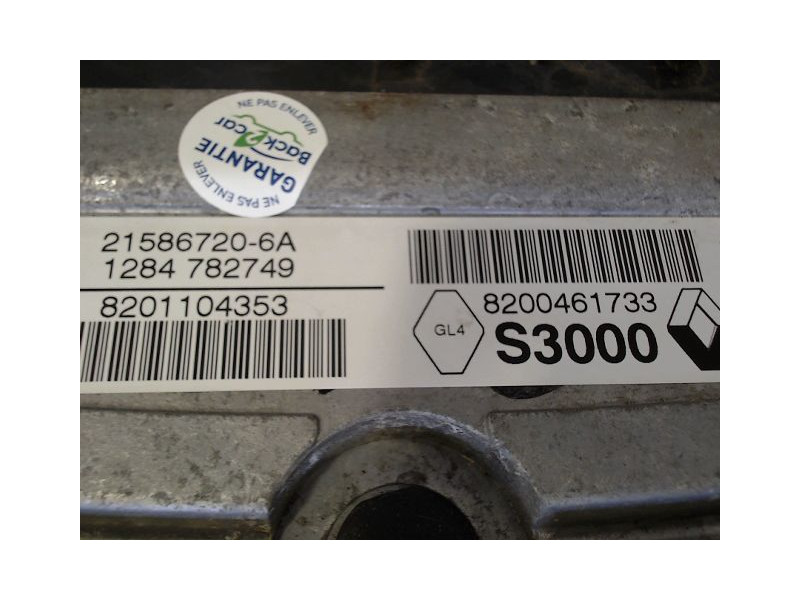 NE PAS ENLEVER
Back2car
GARANTIE
NE PAS ENLEVER
21586720-6A
1284 782749
8201104353
8200461733
GL4
S3000